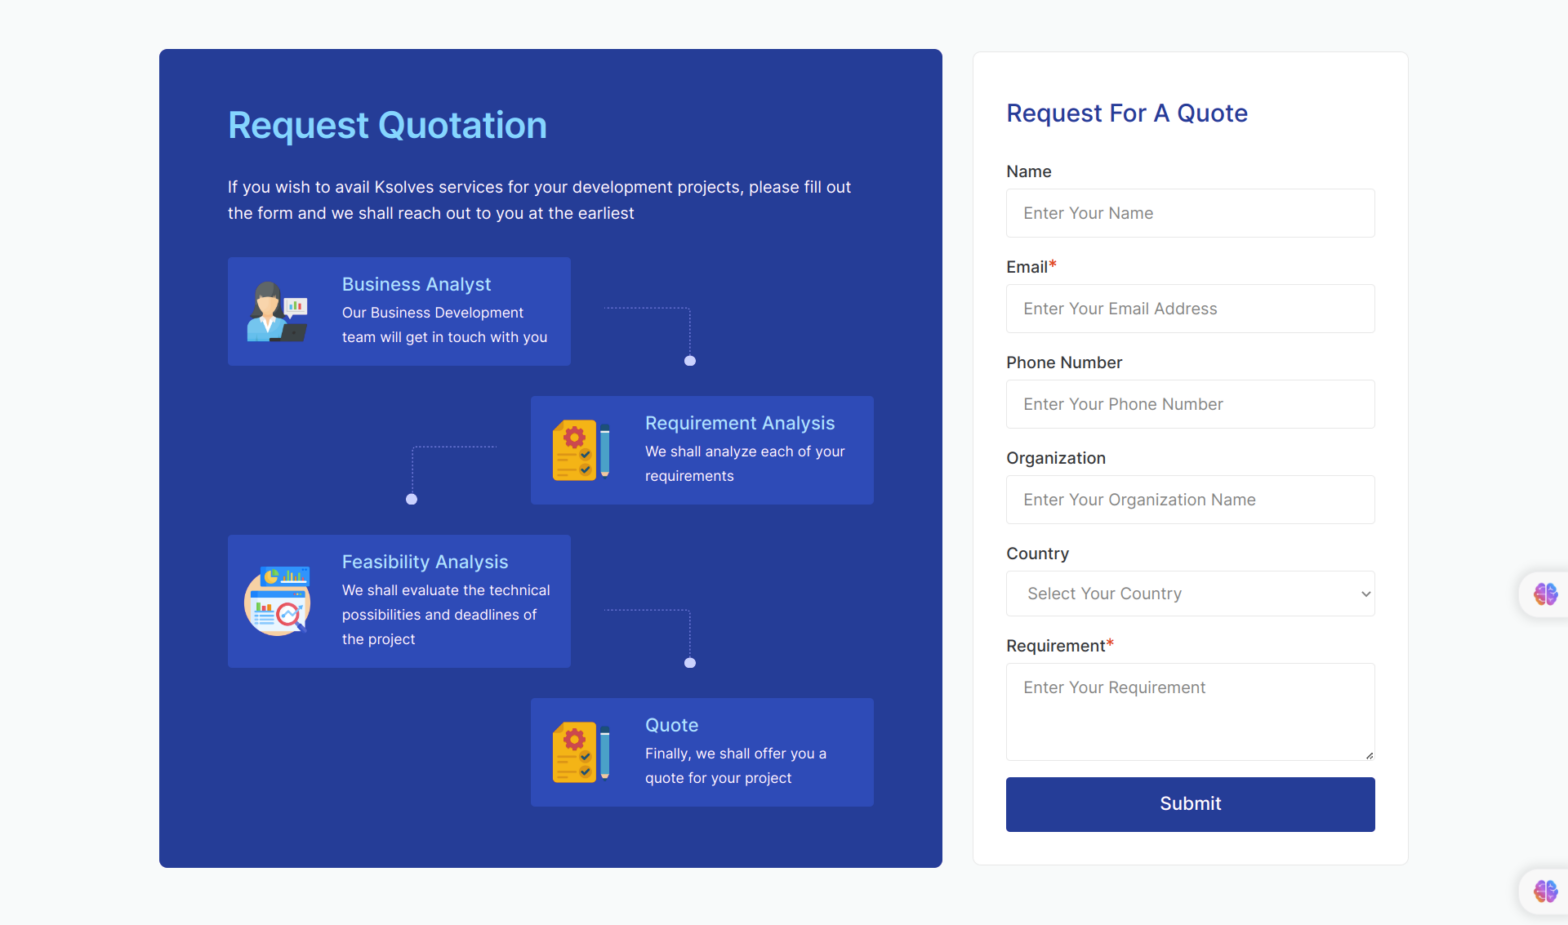 Request Quotation
If you wish to avail Ksolves services for your development projects, please fill out
the form and we shall reach out to you at the earliest
Business Analyst
Our Business Development
team will get in touch with you
Requirement Analysis
We shall analyze each of your
requirements
Feasibility Analysis
We shall evaluate the technical
possibilities and deadlines of
the project
Quote
Finally, we shall offer you a
quote for your project
Request For A Quote
Name
Enter Your Name
Email*
Enter Your Email Address
Phone Number
Enter Your Phone Number
Organization
Enter Your Organization Name
Country
Select Your Country
Requirement*
Enter Your Requirement
Submit